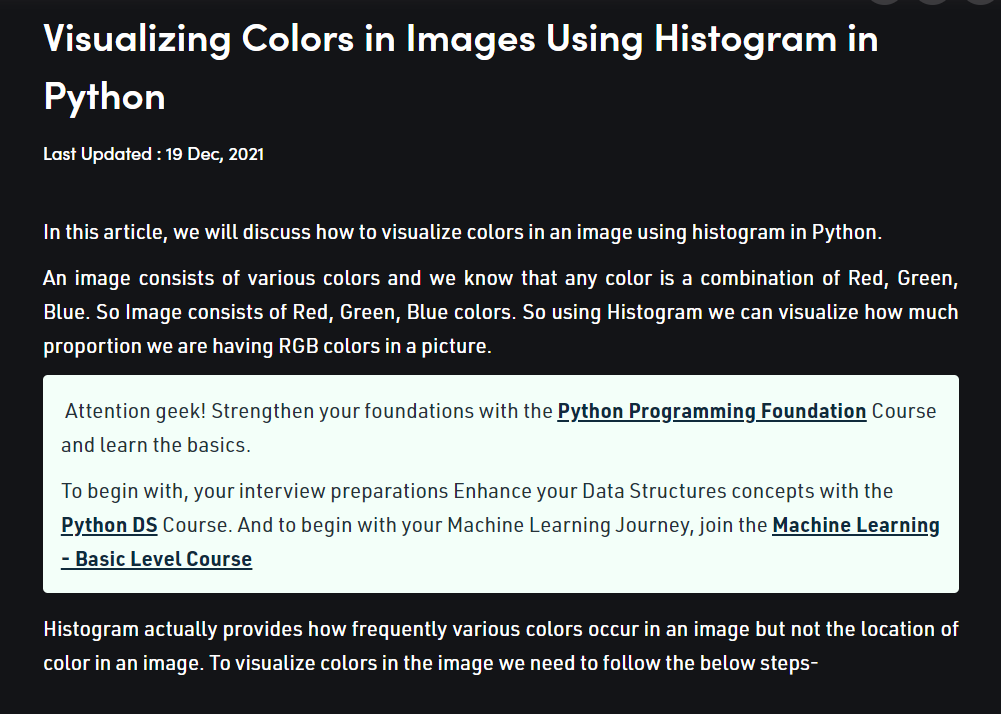 Visualizing Colors in Images Using Histogram in
Python
Last Updated : 19 Dec, 2021
In this article, we will discuss how to visualize colors in an image using histogram in Python.
An image consists of various colors and we know that any color is a combination of Red, Green,
Blue. So Image consists of Red, Green, Blue colors. So using Histogram we can visualize how much
proportion we are having RGB colors in a picture.
Attention geek! Strengthen your foundations with the Python Programming Foundation Course
and learn the basics.
To begin with, your interview preparations Enhance your Data Structures concepts with the
Python DS Course. And to begin with your Machine Learning Journey, join the Machine Learning
- Basic Level Course
Histogram actually provides how frequently various colors occur in an image but not the location of
color in an image. To visualize colors in the image we need to follow the below steps-